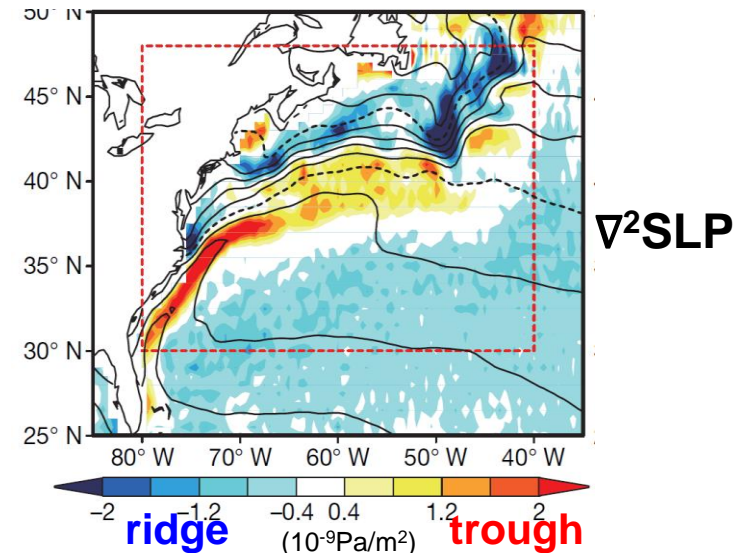 50° N
45° N
40° N
35° N
30° N
25° N
∇²SLP
80° W 70° W 60° W 50° W 40° W
−2 −1.2 −0.4 0.4 1.2 2
ridge (10⁻⁹Pa/m²) trough